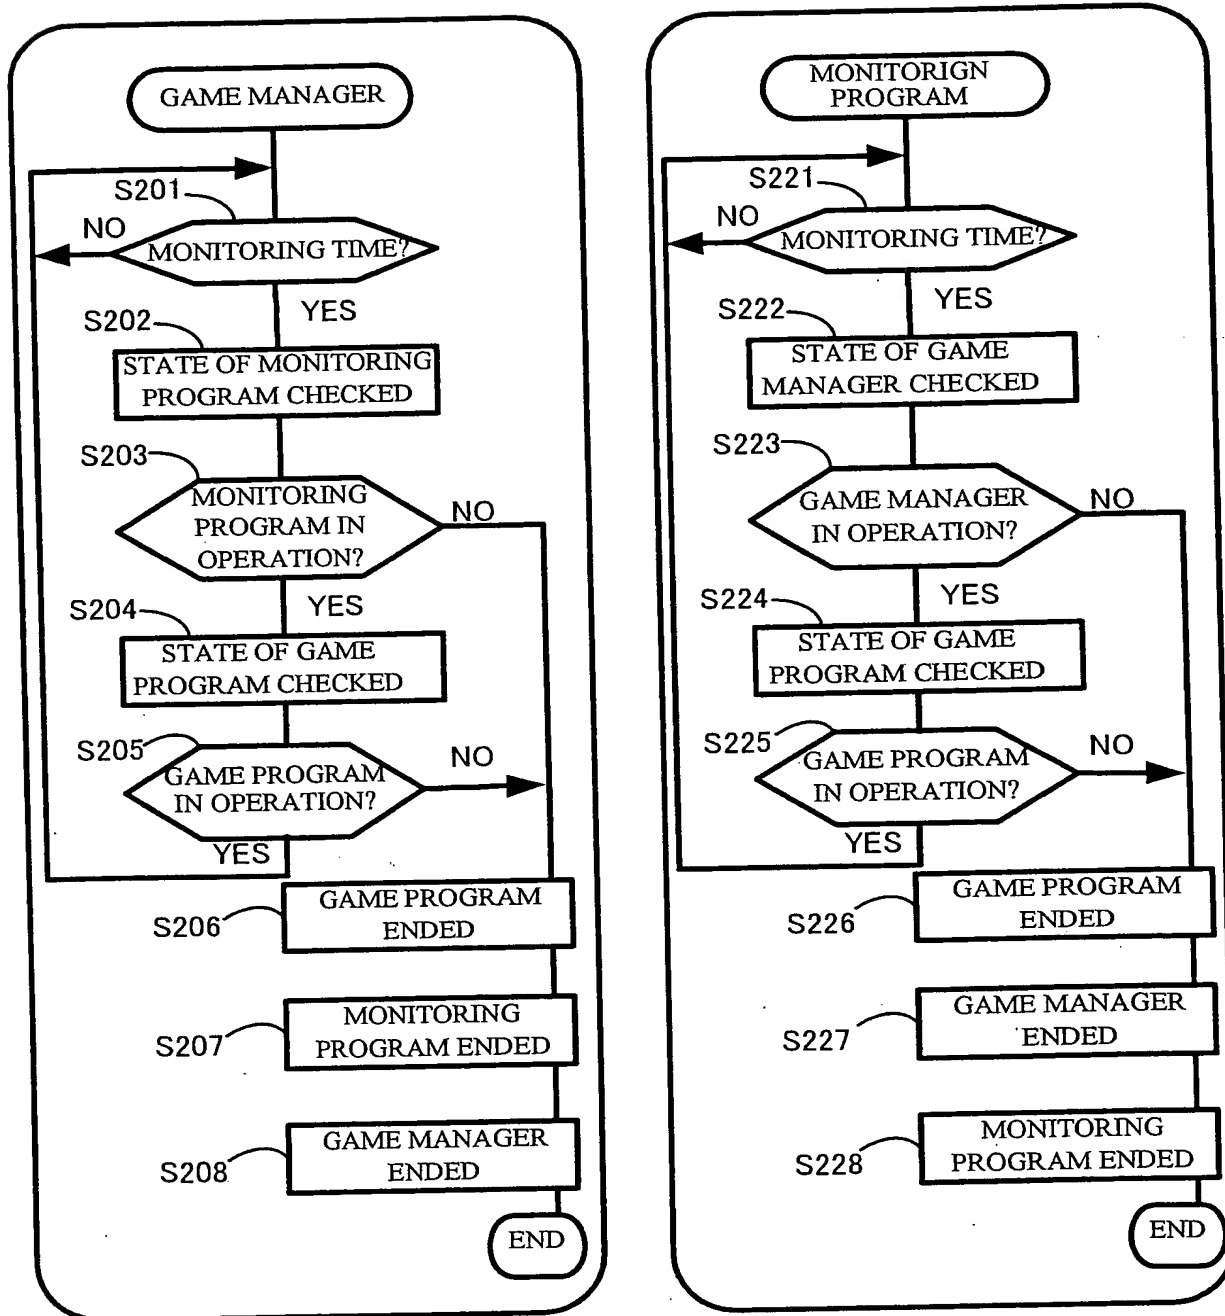 GAME MANAGER
S201
NO
MONITORING TIME?
YES
S202
STATE OF MONITORING
PROGRAM CHECKED
S203
MONITORING
PROGRAM IN
OPERATION?
NO
YES
S204
STATE OF GAME
PROGRAM CHECKED
S205
GAME PROGRAM
IN OPERATION?
NO
YES
S206
GAME PROGRAM
ENDED
S207
MONITORING
PROGRAM ENDED
S208
GAME MANAGER
ENDED
END
MONITORIGN
PROGRAM
S221
NO
MONITORING TIME?
YES
S222
STATE OF GAME
MANAGER CHECKED
S223
GAME MANAGER
IN OPERATION?
NO
YES
S224
STATE OF GAME
PROGRAM CHECKED
S225
GAME PROGRAM
IN OPERATION?
NO
YES
S226
GAME PROGRAM
ENDED
S227
GAME MANAGER
ENDED
S228
MONITORING
PROGRAM ENDED
END